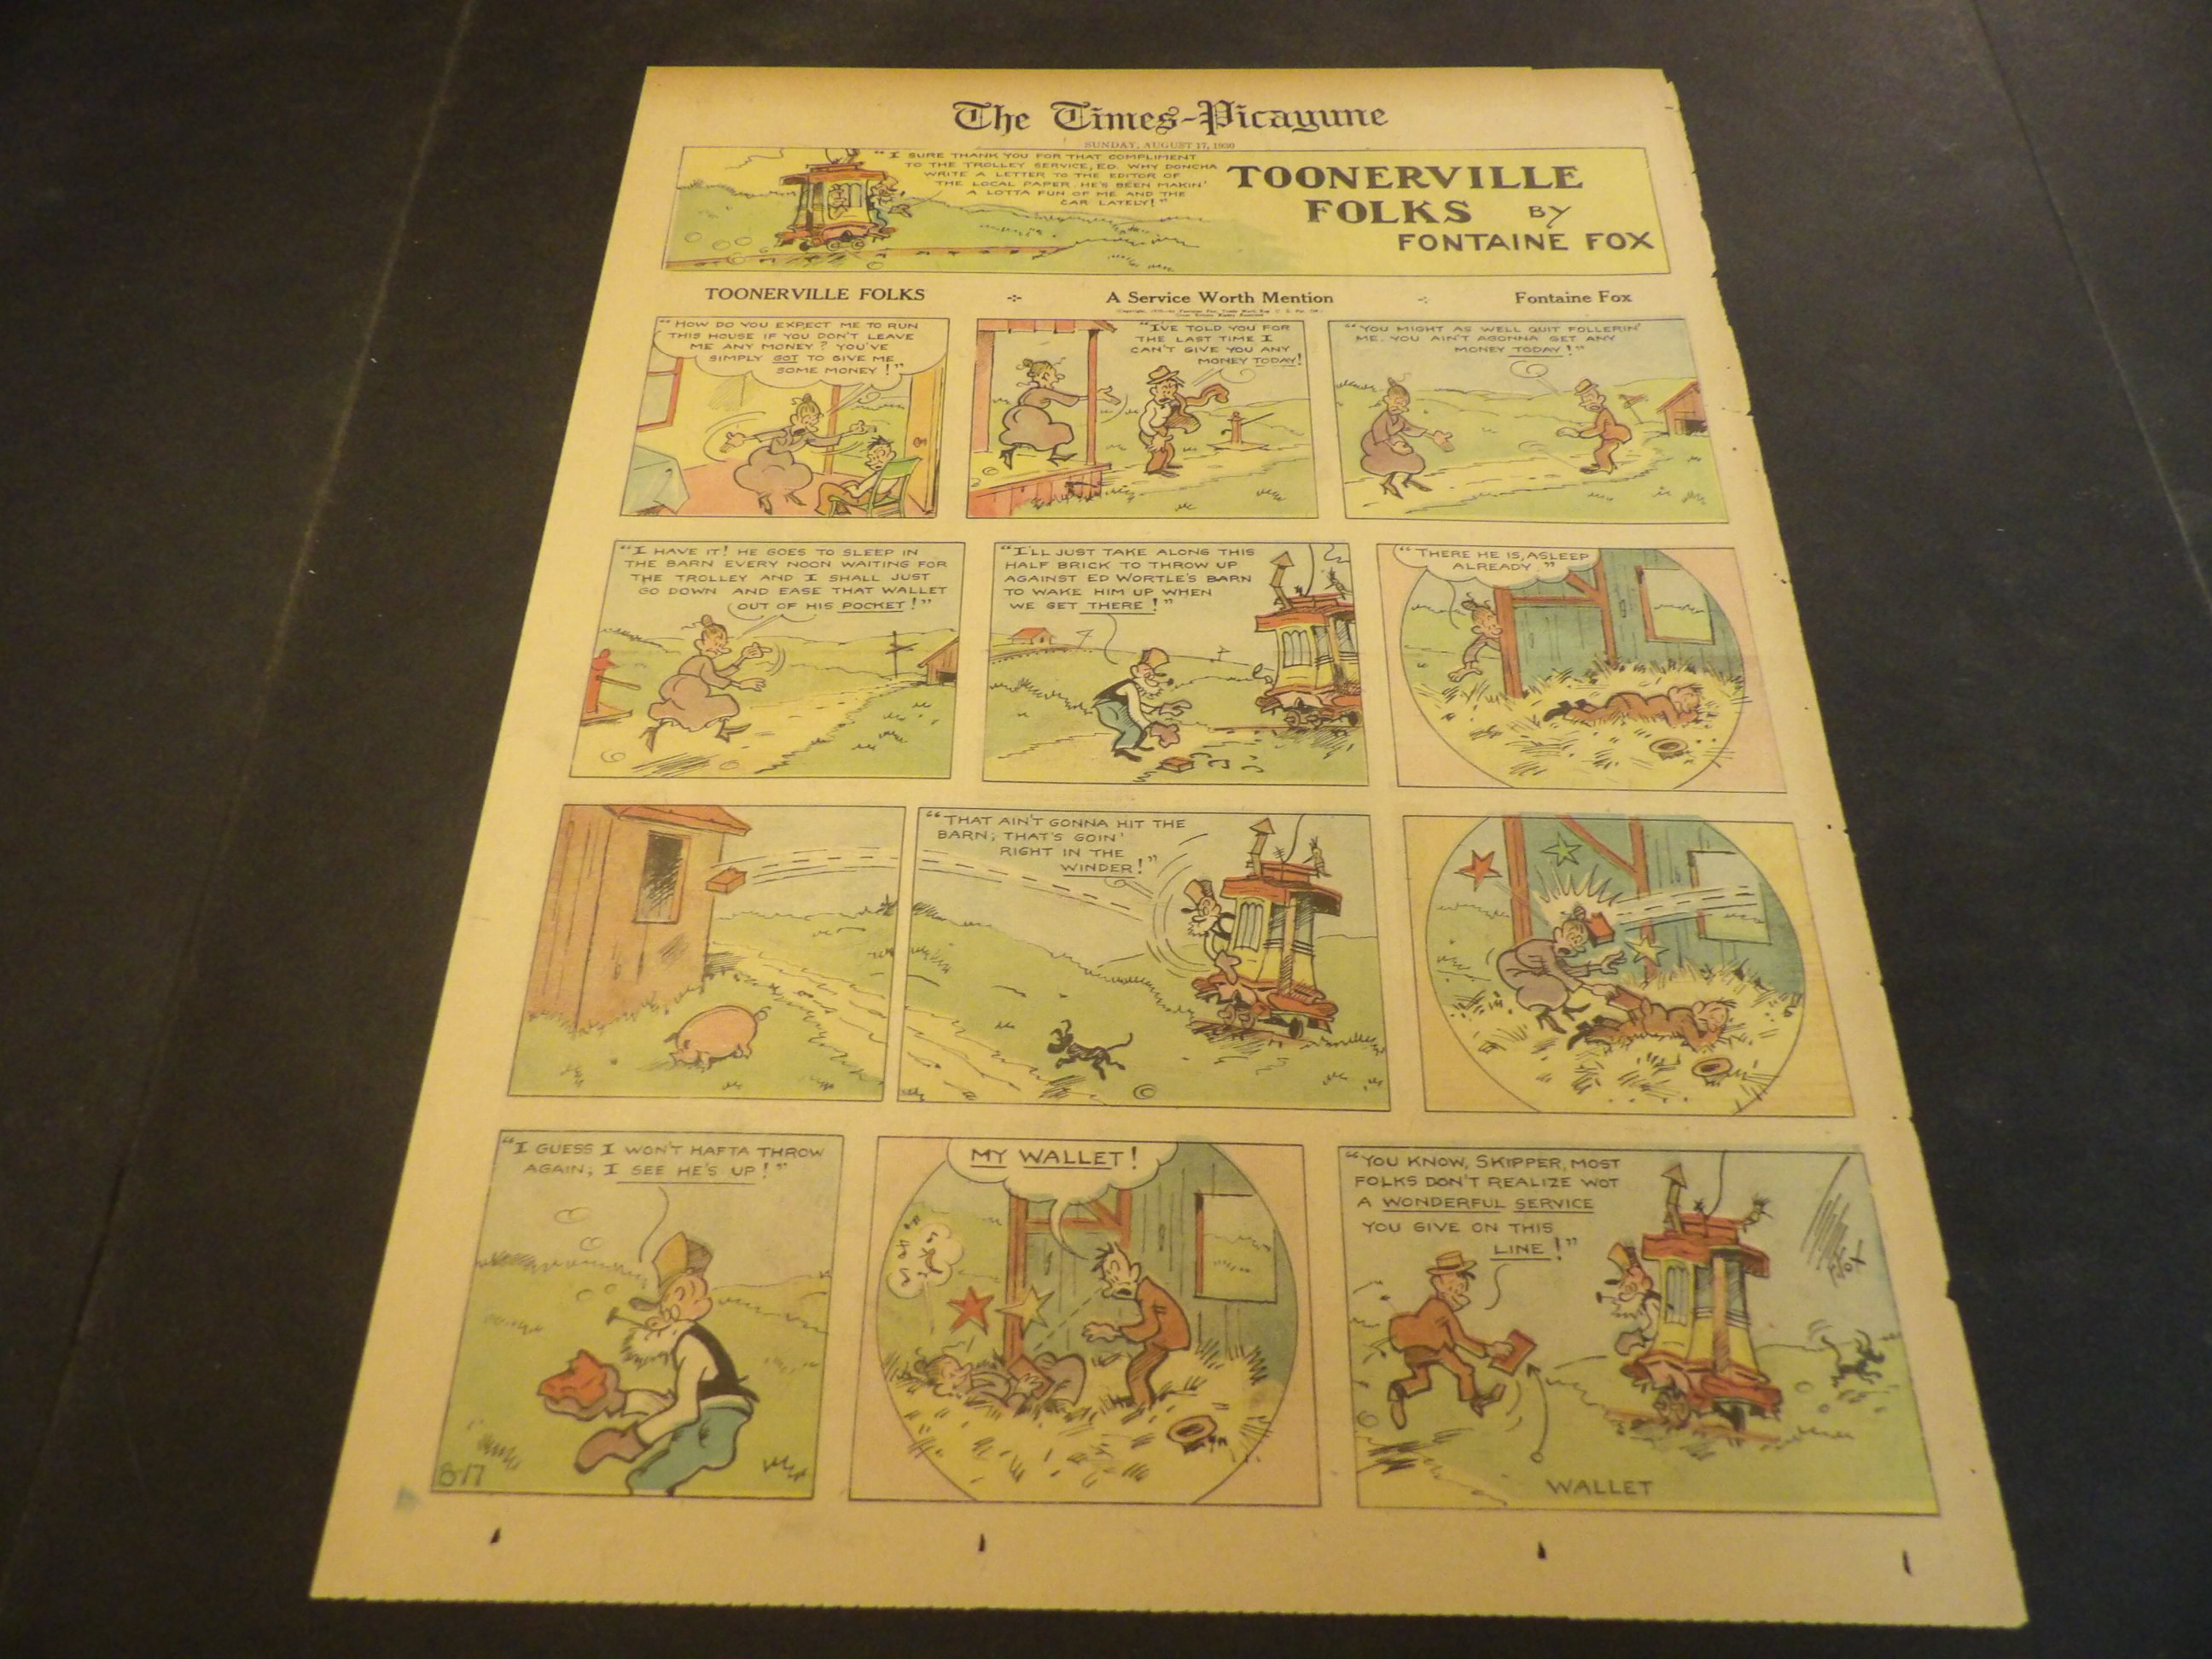 The Times-Picayune
SUNDAY, AUGUST 17, 1930
"I SURE THANK YOU FOR THAT COMPLIMENT
TO THE TROLLEY SERVICE, ED. WHY DONCHA
WRITE A LETTER TO THE EDITOR OF
THE LOCAL PAPER. HE'S BEEN MAKIN'
A LOTTA FUN OF ME AND THE
CAR LATELY!"
TOONERVILLE
FOLKS BY
FONTAINE FOX
TOONERVILLE FOLKS
A Service Worth Mention
Fontaine Fox
"HOW DO YOU EXPECT ME TO RUN
THIS HOUSE IF YOU DON'T LEAVE
ME ANY MONEY? YOU'VE
SIMPLY GOT TO GIVE ME
SOME MONEY!"
"IVE TOLD YOU FOR
THE LAST TIME I
CAN'T GIVE YOU ANY
MONEY TODAY!
"YOU MIGHT AS WELL QUIT FOLLERIN'
ME. YOU AIN'T AGONNA GET ANY
MONEY TODAY!"
"I HAVE IT! HE GOES TO SLEEP IN
THE BARN EVERY NOON WAITING FOR
THE TROLLEY AND I SHALL JUST
GO DOWN AND EASE THAT WALLET
OUT OF HIS POCKET!"
"I'LL JUST TAKE ALONG THIS
HALF BRICK TO THROW UP
AGAINST ED WORTLE'S BARN
TO WAKE HIM UP WHEN
WE GET THERE!"
"THERE HE IS, ASLEEP
ALREADY."
"THAT AIN'T GONNA HIT THE
BARN; THAT'S GOIN'
RIGHT IN THE
WINDER!"
"I GUESS I WON'T HAFTA THROW
AGAIN; I SEE HE'S UP!"
8-17
MY WALLET!
"YOU KNOW, SKIPPER, MOST
FOLKS DON'T REALIZE WOT
A WONDERFUL SERVICE
YOU GIVE ON THIS
LINE!"
FOX
WALLET